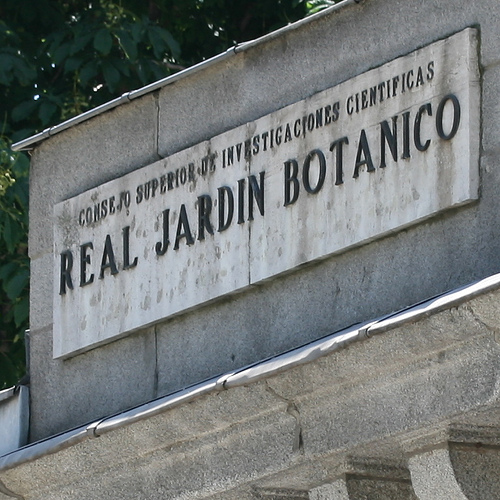 CONSEJO SUPERIOR DE INVESTIGACIONES CIENTIFICAS
REAL JARDIN BOTANICO